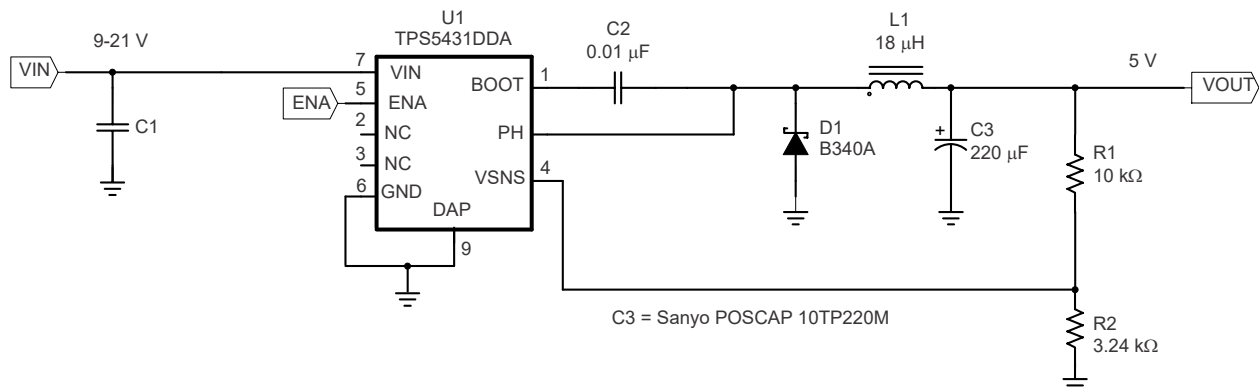 U1
TPS5431DDA
9-21 V
VIN
C1
7
VIN
5
ENA
ENA
2
NC
3
NC
6
GND
DAP
9
BOOT
1
PH
VSNS
4
C2
0.01 μF
L1
18 μH
D1
B340A
+
C3
220 μF
5 V
VOUT
R1
10 kΩ
C3 = Sanyo POSCAP 10TP220M
R2
3.24 kΩ